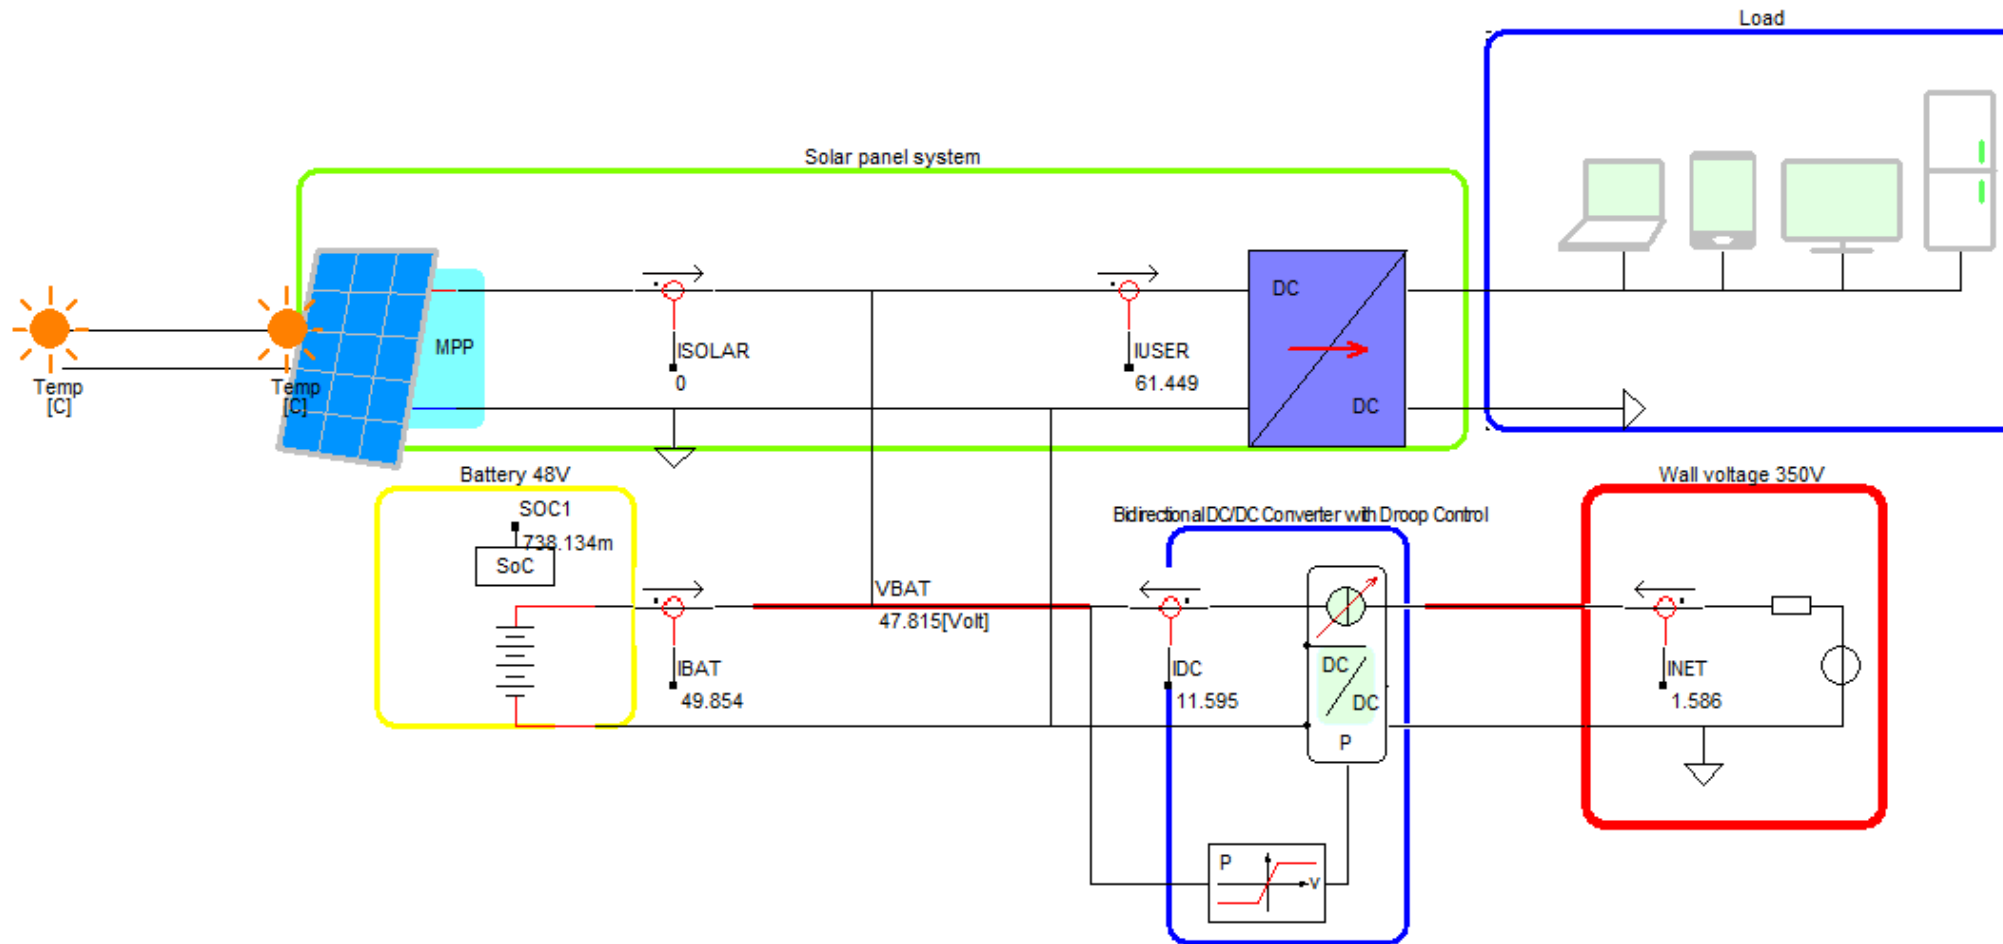 Load
Solar panel system
DC
MPP
ISOLAR
0
IUSER
61.449
DC
Temp
[C]
Temp
[C]
Battery 48V
SOC1
738.134m
SoC
Wall voltage 350V
Bidirectional DC/DC Converter with Droop Control
VBAT
47.815[Volt]
IBAT
49.854
IDC
11.595
DC
DC
P
INET
1.586
P
V